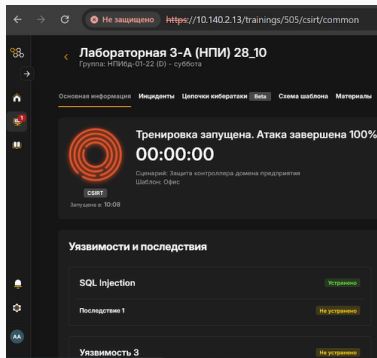 Не защищено https://10.140.2.13/trainings/505/csirt/common
Лабораторная 3-А (НПИ) 28_10
Группа: НПИбд-01-22 (D) - суббота
Основная информация Инциденты Цепочки кибератаки Beta Схема шаблона Материалы
Тренировка запущена. Атака завершена 100%
00:00:00
Сценарий: Защита контроллера домена предприятия
Шаблон: Офис
CSIRT
Запущена в: 10:08
Уязвимости и последствия
SQL Injection
Устранено
Последствие 1
Не устранено
Уязвимость 3
Не устранено
AA